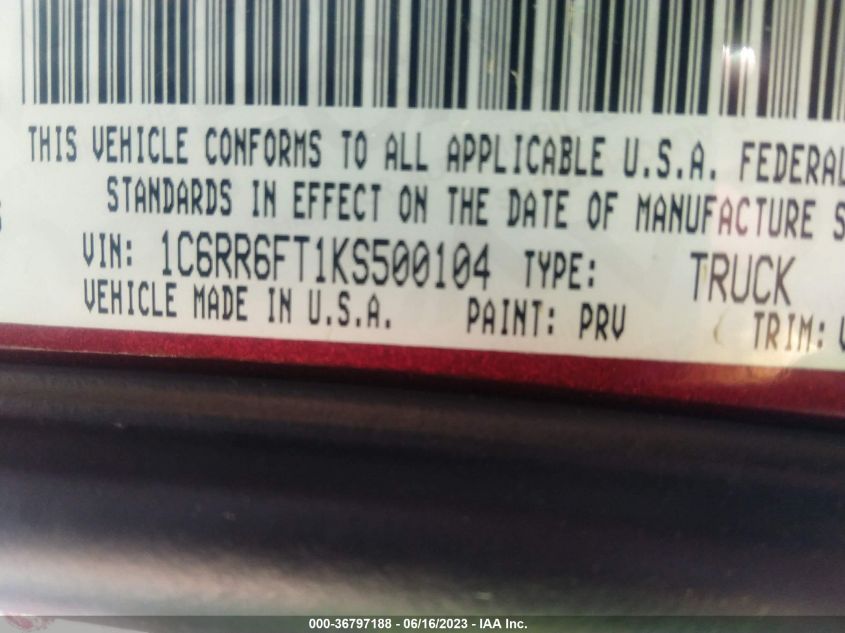 THIS VEHICLE CONFORMS TO ALL APPLICABLE U.S.A. FEDERAL
STANDARDS IN EFFECT ON THE DATE OF MANUFACTURE
VIN: 1C6RR6FT1KS500104 TYPE: TRUCK
VEHICLE MADE IN U.S.A. PAINT: PRV TRIM:
000-36797188 - 06/16/2023 - IAA Inc.